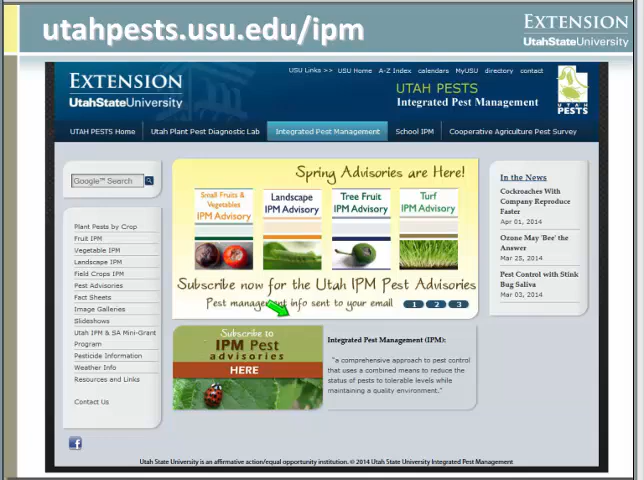 utahpests.usu.edu/ipm
EXTENSION
UtahStateUniversity
USU Links >> USU Home A-Z Index calendars MyUSU directory contact
EXTENSION
UtahStateUniversity
UTAH PESTS
Integrated Pest Management
UTAH
PESTS
UTAH PESTS Home
Utah Plant Pest Diagnostic Lab
Integrated Pest Management
School IPM
Cooperative Agriculture Pest Survey
Google™ Search
Plant Pests by Crop
Fruit IPM
Vegetable IPM
Landscape IPM
Field Crops IPM
Pest Advisories
Fact Sheets
Image Galleries
Slideshows
Utah IPM & SA Mini-Grant
Program
Pesticide Information
Weather Info
Resources and Links
Contact Us
Spring Advisories are Here!
Small Fruits &
Vegetables
IPM Advisory
Landscape
IPM Advisory
Tree Fruit
IPM Advisory
Turf
IPM Advisory
Subscribe now for the Utah IPM Pest Advisories
Pest management info sent to your email
1 2 3
Subscribe to
IPM Pest
advisories
HERE
Integrated Pest Management (IPM):
"a comprehensive approach to pest control
that uses a combined means to reduce the
status of pests to tolerable levels while
maintaining a quality environment."
In the News
Cockroaches With
Company Reproduce
Faster
Apr 01, 2014
Ozone May 'Bee' the
Answer
Mar 25, 2014
Pest Control with Stink
Bug Saliva
Mar 03, 2014
f
Utah State University is an affirmative action/equal opportunity institution. © 2014 Utah State University Integrated Pest Management